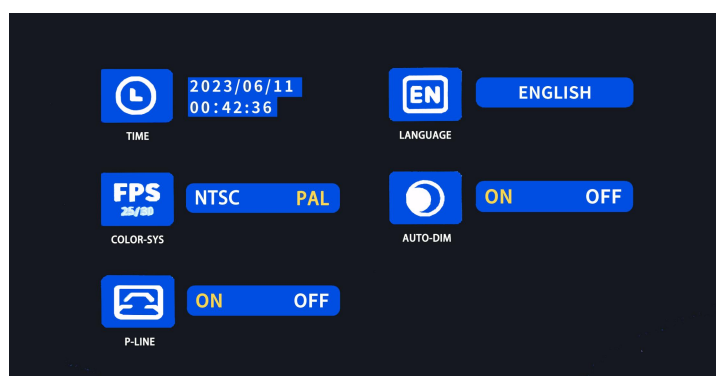 2023/06/11
00:42:36
TIME
EN
ENGLISH
LANGUAGE
FPS
25/30
NTSC PAL
COLOR-SYS
ON OFF
AUTO-DIM
ON OFF
P-LINE